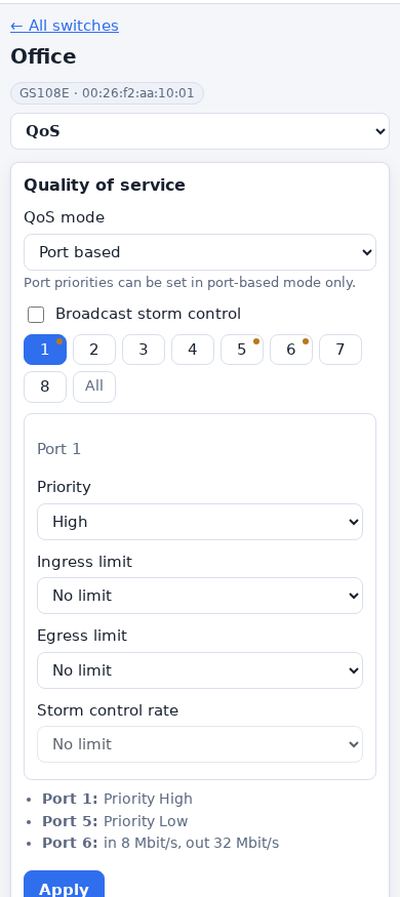 ← All switches
Office
GS108E · 00:26:f2:aa:10:01
QoS
Quality of service
QoS mode
Port based
Port priorities can be set in port-based mode only.
Broadcast storm control
1 2 3 4 5 6 7
8 All
Port 1
Priority
High
Ingress limit
No limit
Egress limit
No limit
Storm control rate
No limit
• Port 1: Priority High
• Port 5: Priority Low
• Port 6: in 8 Mbit/s, out 32 Mbit/s
Apply